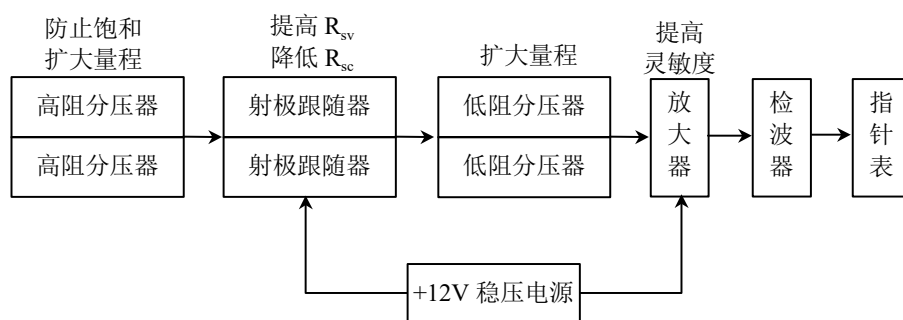 防止饱和
扩大量程
提高 Rsv
降低 Rsc
扩大量程
提高
灵敏度
高阻分压器
高阻分压器
射极跟随器
射极跟随器
低阻分压器
低阻分压器
放大器
检波器
指针表
+12V 稳压电源